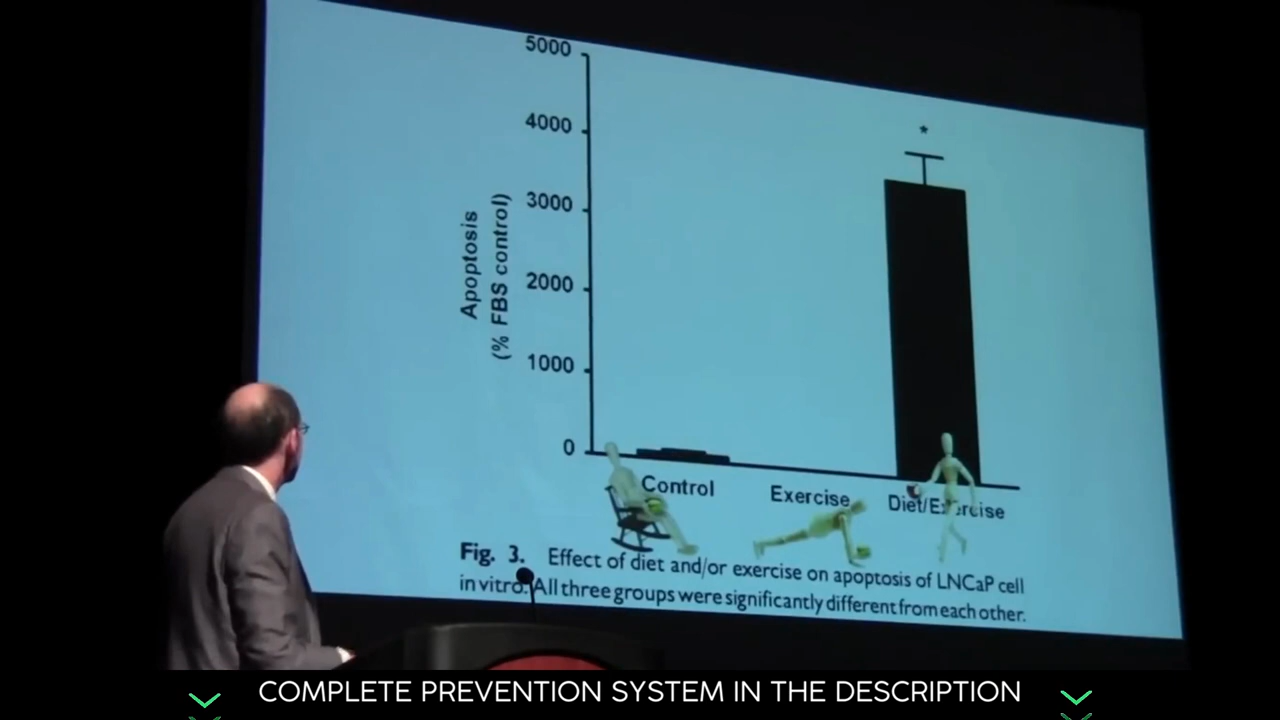 5000
4000
3000
2000
1000
0
Apoptosis
(% FBS control)
*
Control
Exercise
Diet/Exercise
Fig. 3. Effect of diet and/or exercise on apoptosis of LNCaP cell
in vitro. All three groups were significantly different from each other.
COMPLETE PREVENTION SYSTEM IN THE DESCRIPTION